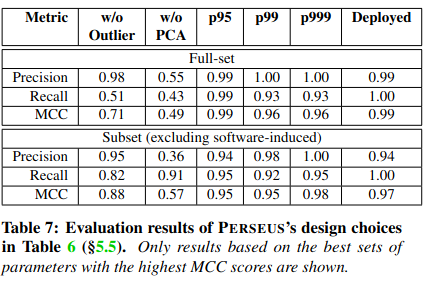 Metric w/o Outlier w/o PCA p95 p99 p999 Deployed
Full-set
Precision 0.98 0.55 0.99 1.00 1.00 0.99
Recall 0.51 0.43 0.99 0.93 0.93 1.00
MCC 0.71 0.49 0.99 0.96 0.96 0.99
Subset (excluding software-induced)
Precision 0.95 0.36 0.94 0.98 1.00 0.94
Recall 0.82 0.91 0.95 0.92 0.95 1.00
MCC 0.88 0.57 0.95 0.95 0.98 0.97
Table 7: Evaluation results of PERSEUS's design choices
in Table 6 (§5.5). Only results based on the best sets of
parameters with the highest MCC scores are shown.